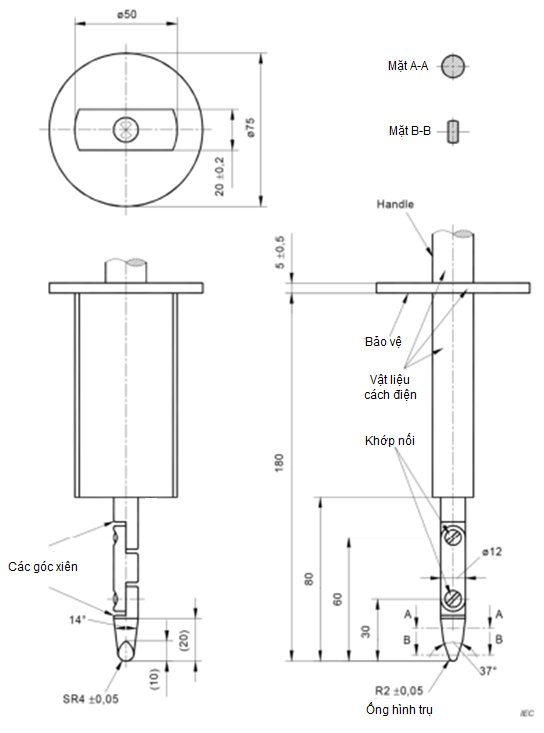 ø50
Mặt A-A
ø75
Mặt B-B
20 ±0,2
Handle
5 ±0,5
Bảo vệ
Vật liệu
cách điện
180
Khớp nối
ø12
Các góc xiên
80
60
30
14°
(20)
(10)
A
A
B
B
37°
SR4 ±0,05
R2 ±0,05
Ống hình trụ
IEC